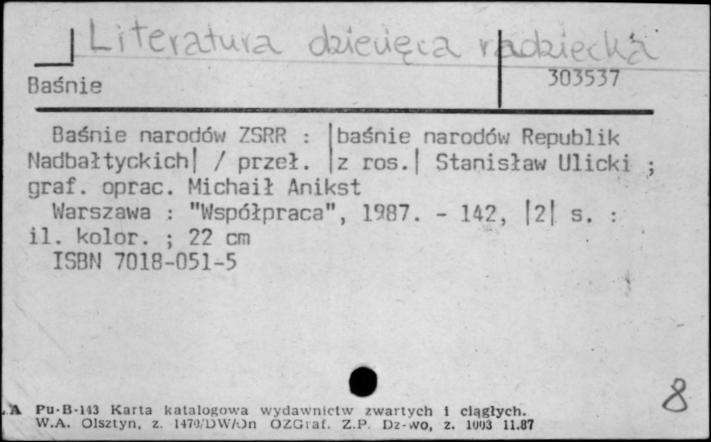 Literatura dziecięca radziecka
Baśnie
303537
Baśnie narodów ZSRR : |baśnie narodów Republik
Nadbałtyckich| / przeł. |z ros.| Stanisław Ulicki ;
graf. oprac. Michaił Anikst
Warszawa : "Współpraca", 1987. - 142, |2| s. :
il. kolor. ; 22 cm
ISBN 7018-051-5
8
A Pu-B-143 Karta katalogowa wydawnictw zwartych i ciągłych.
W.A. Olsztyn, z. 1470/DW/On OZGraf. Z.P. Dz-wo, z. 1003 11.87